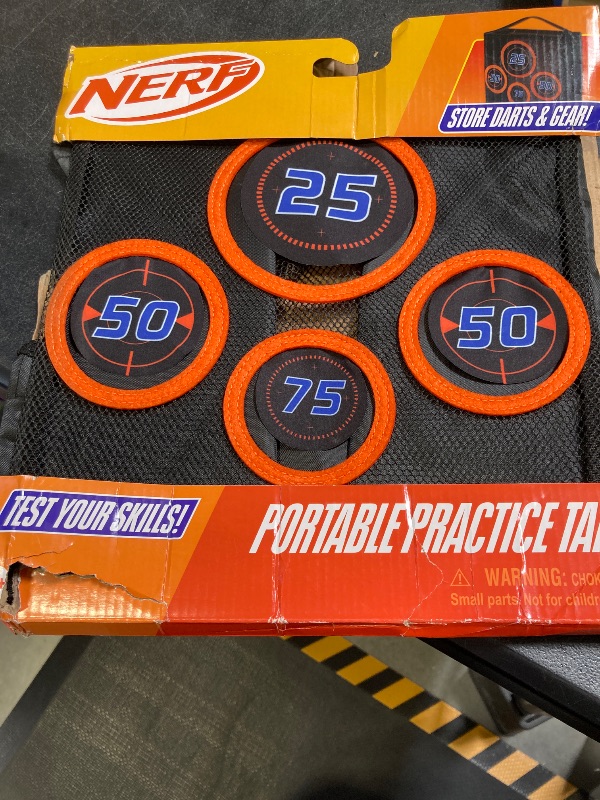 NERF
25
STORE DARTS & GEAR!
25
50
50
75
TEST YOUR SKILLS!
PORTABLE PRACTICE TA
WARNING: CHOK
Small parts. Not for childr